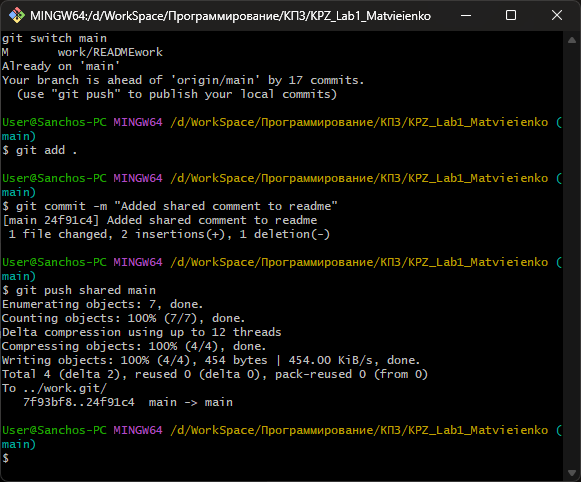 MINGW64:/d/WorkSpace/Программирование/КПЗ/KPZ_Lab1_Matvieienko
git switch main
M       work/READMEwork
Already on 'main'
Your branch is ahead of 'origin/main' by 17 commits.
  (use "git push" to publish your local commits)
User@Sanchos-PC MINGW64 /d/WorkSpace/Программирование/КПЗ/KPZ_Lab1_Matvieienko (
main)
$ git add .
User@Sanchos-PC MINGW64 /d/WorkSpace/Программирование/КПЗ/KPZ_Lab1_Matvieienko (
main)
$ git commit -m "Added shared comment to readme"
[main 24f91c4] Added shared comment to readme
 1 file changed, 2 insertions(+), 1 deletion(-)
User@Sanchos-PC MINGW64 /d/WorkSpace/Программирование/КПЗ/KPZ_Lab1_Matvieienko (
main)
$ git push shared main
Enumerating objects: 7, done.
Counting objects: 100% (7/7), done.
Delta compression using up to 12 threads
Compressing objects: 100% (4/4), done.
Writing objects: 100% (4/4), 454 bytes | 454.00 KiB/s, done.
Total 4 (delta 2), reused 0 (delta 0), pack-reused 0 (from 0)
To ../work.git/
   7f93bf8..24f91c4  main -> main
User@Sanchos-PC MINGW64 /d/WorkSpace/Программирование/КПЗ/KPZ_Lab1_Matvieienko (
main)
$